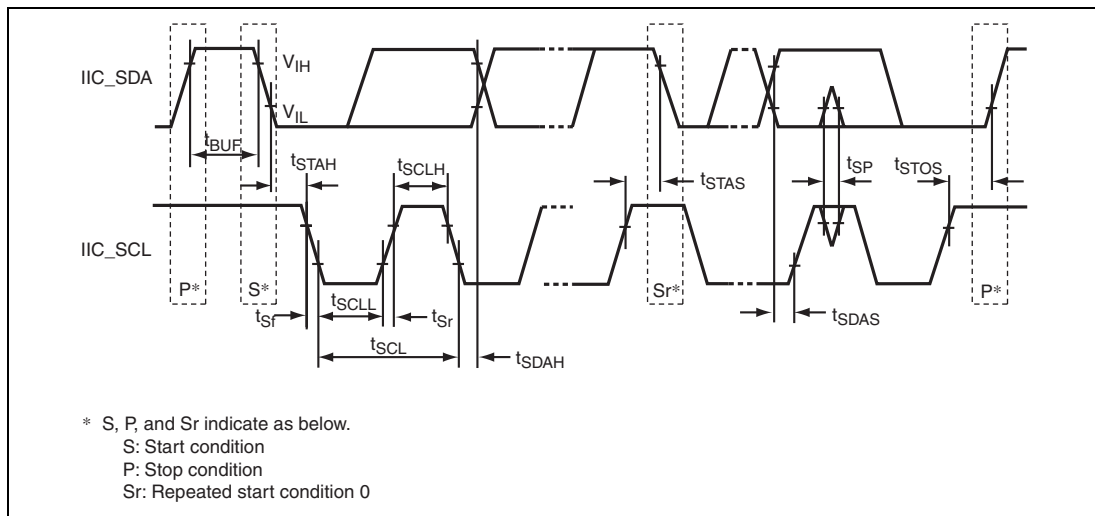 IIC_SDA
VIH
VIL
tBUF
tSTAH
tSCLH
tSTAS
tSP
tSTOS
IIC_SCL
P*
S*
Sr*
P*
tSf
tSCLL
tSr
tSDAS
tSCL
tSDAH
* S, P, and Sr indicate as below.
S: Start condition
P: Stop condition
Sr: Repeated start condition 0